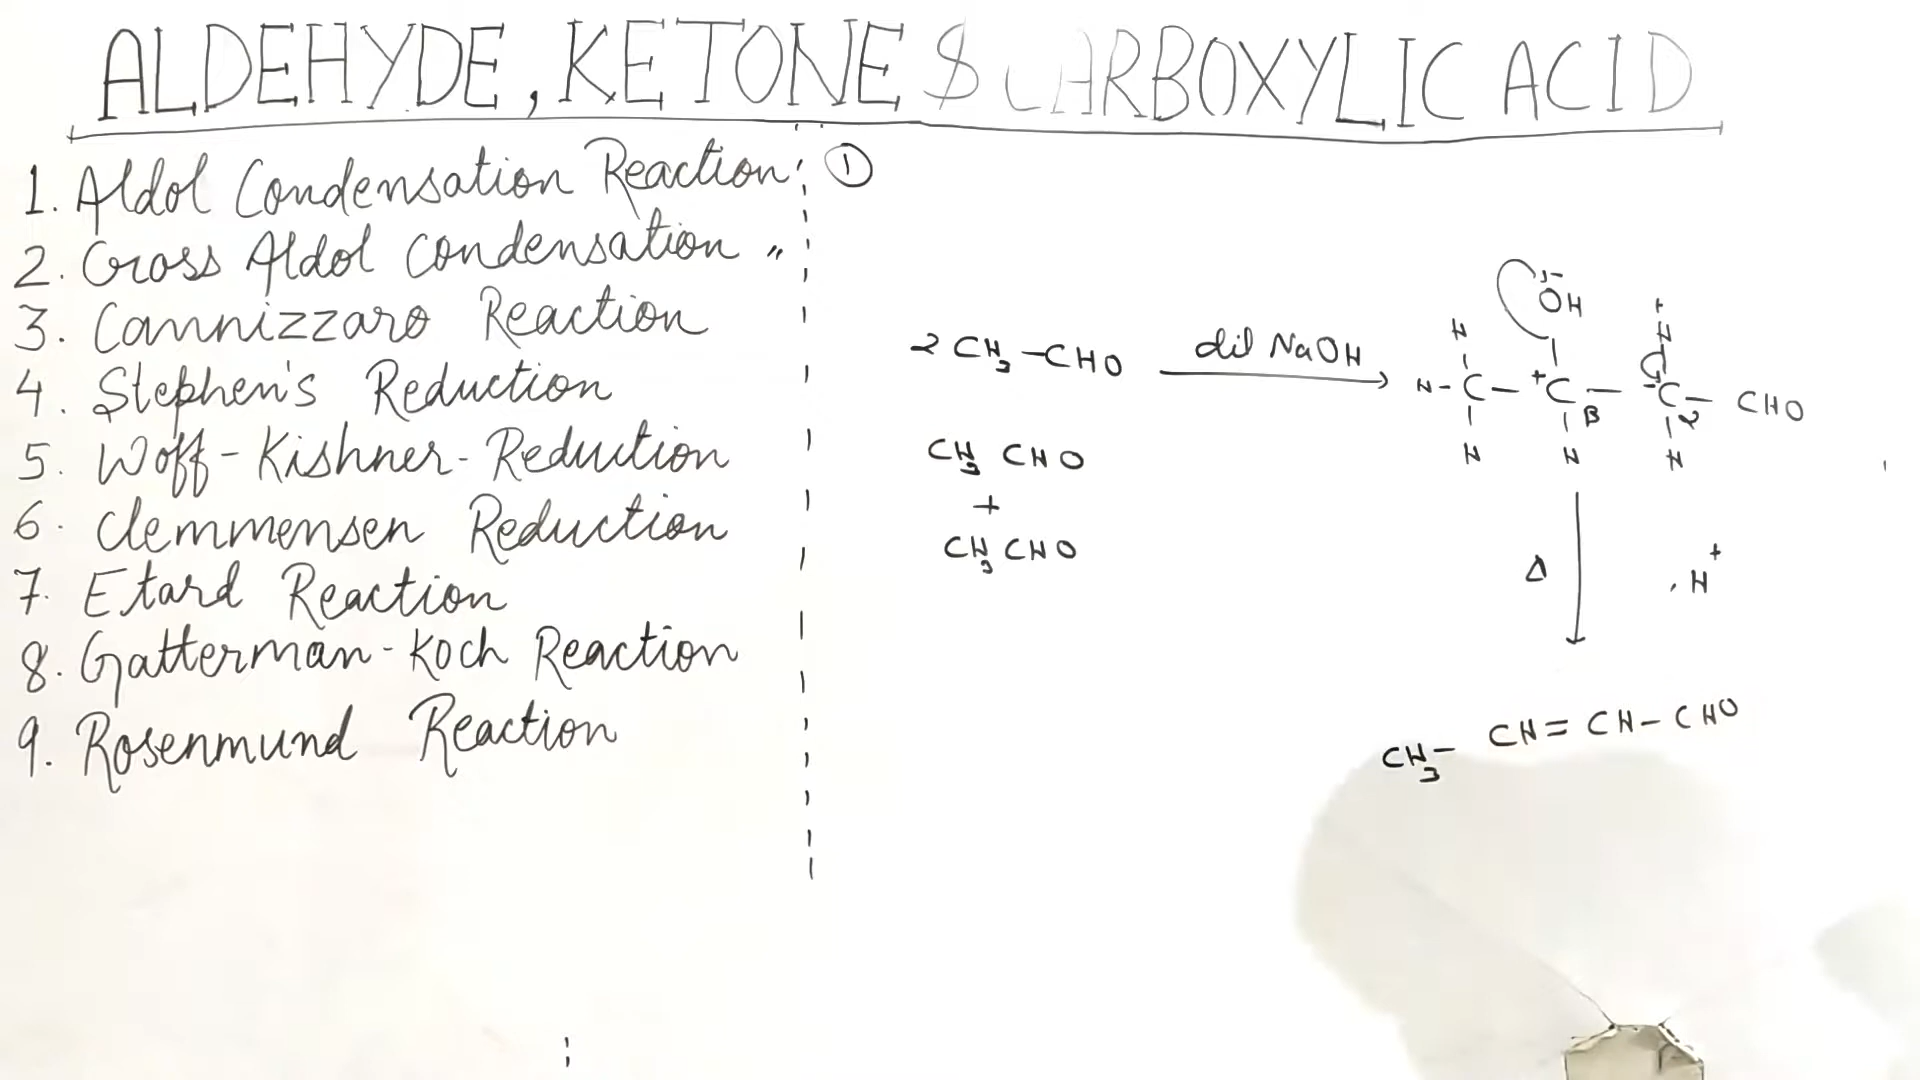 ALDEHYDE, KETONE $ CARBOXYLIC ACID
1. Aldol Condensation Reaction:
2. Cross Aldol Condensation "
3. Cannizzaro Reaction
4. Stephen's Reduction
5. Woff-Kishner-Reduction
6. Clemmensen Reduction
7. Etard Reaction
8. Gatterman-Koch Reaction
9. Rosenmund Reaction
①
2 CH3-CHO dil NaOH
CH3 CHO
+
CH3 CHO
:-
OH +
H H
H-C-+C--C-CHO
β α
H H H
Δ , H+
CH3-CH=CH-CHO